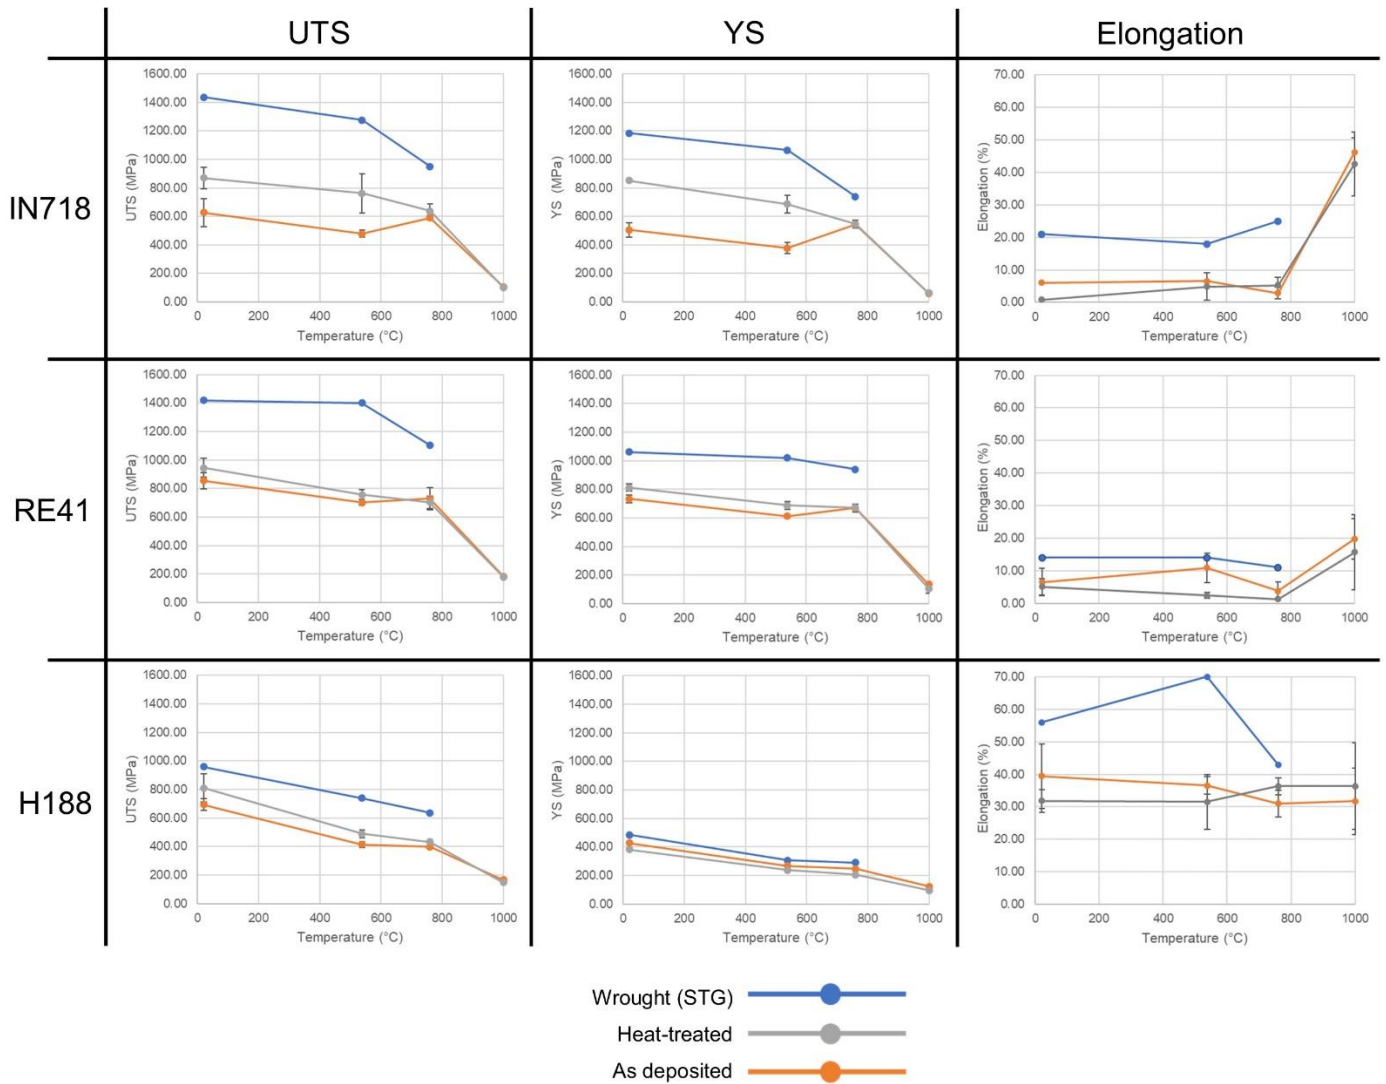 UTS YS Elongation
IN718
1600.00
1400.00
1200.00
1000.00
800.00
600.00
400.00
200.00
0.00
UTS (MPa)
0 200 400 600 800 1000
Temperature (°C)
1600.00
1400.00
1200.00
1000.00
800.00
600.00
400.00
200.00
0.00
YS (MPa)
0 200 400 600 800 1000
Temperature (°C)
70.00
60.00
50.00
40.00
30.00
20.00
10.00
0.00
Elongation (%)
0 200 400 600 800 1000
Temperature (°C)
RE41
1600.00
1400.00
1200.00
1000.00
800.00
600.00
400.00
200.00
0.00
UTS (MPa)
0 200 400 600 800 1000
Temperature (°C)
1600.00
1400.00
1200.00
1000.00
800.00
600.00
400.00
200.00
0.00
YS (MPa)
0 200 400 600 800 1000
Temperature (°C)
70.00
60.00
50.00
40.00
30.00
20.00
10.00
0.00
Elongation (%)
0 200 400 600 800 1000
Temperature (°C)
H188
1600.00
1400.00
1200.00
1000.00
800.00
600.00
400.00
200.00
0.00
UTS (MPa)
0 200 400 600 800 1000
Temperature (°C)
1600.00
1400.00
1200.00
1000.00
800.00
600.00
400.00
200.00
0.00
YS (MPa)
0 200 400 600 800 1000
Temperature (°C)
70.00
60.00
50.00
40.00
30.00
20.00
10.00
0.00
Elongation (%)
0 200 400 600 800 1000
Temperature (°C)
Wrought (STG)
Heat-treated
As deposited